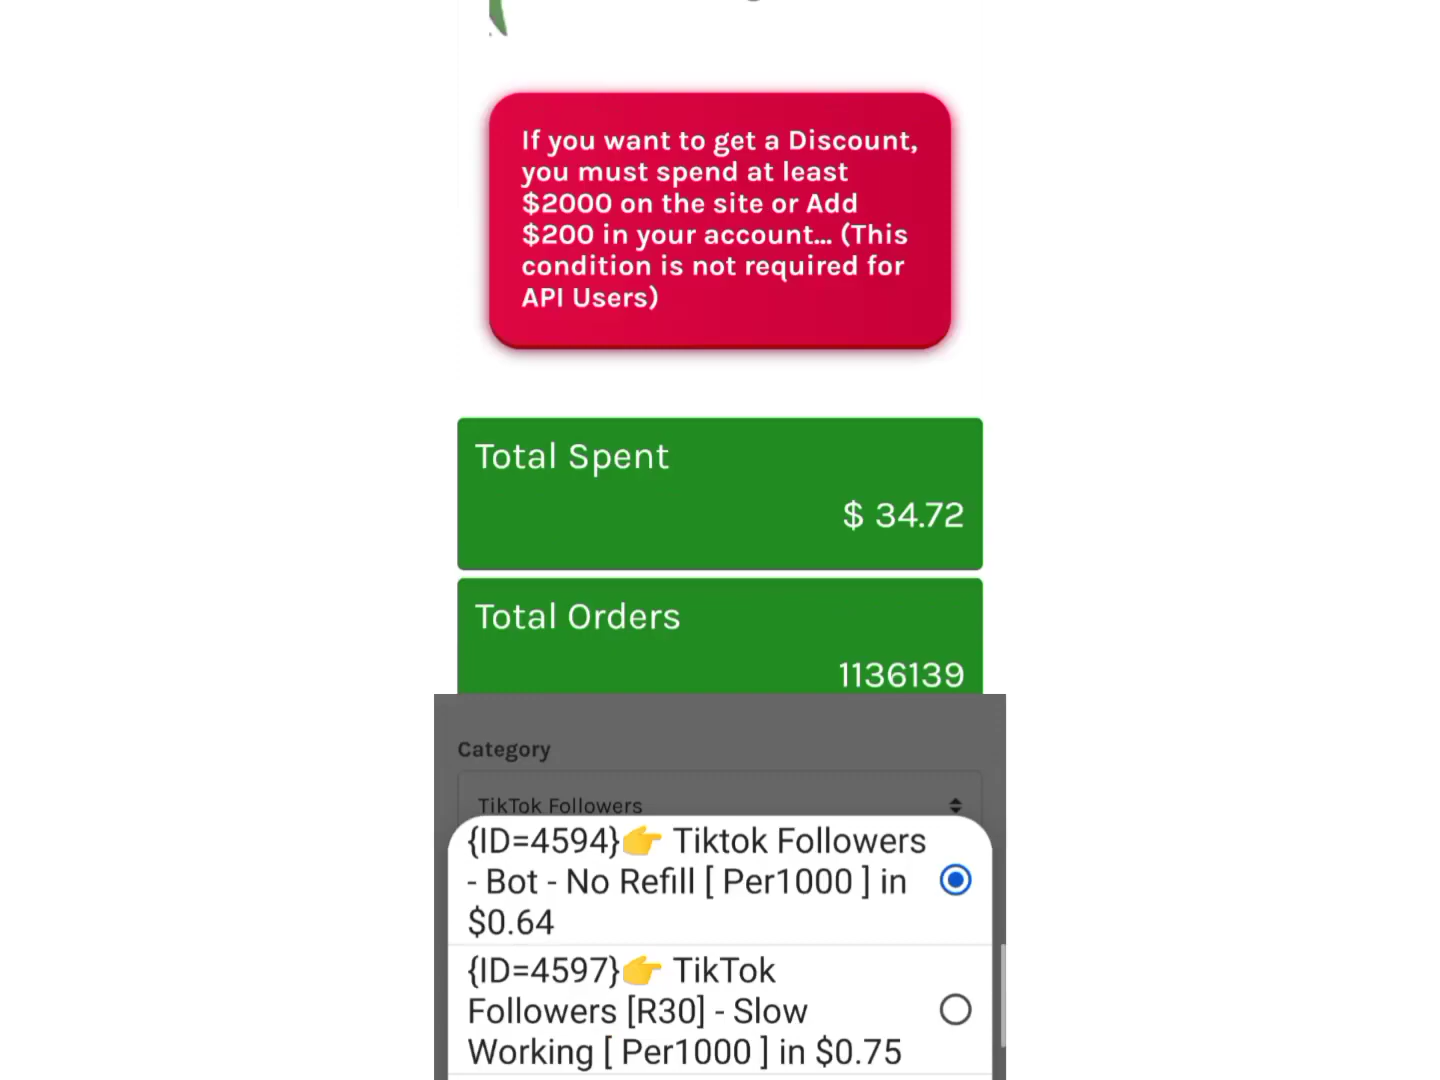 If you want to get a Discount,
you must spend at least
$2000 on the site or Add
$200 in your account... (This
condition is not required for
API Users)
Total Spent
$ 34.72
Total Orders
1136139
Category
TikTok Followers
{ID=4594}👉 Tiktok Followers
- Bot - No Refill [ Per1000 ] in
$0.64
{ID=4597}👉 TikTok
Followers [R30] - Slow
Working [ Per1000 ] in $0.75